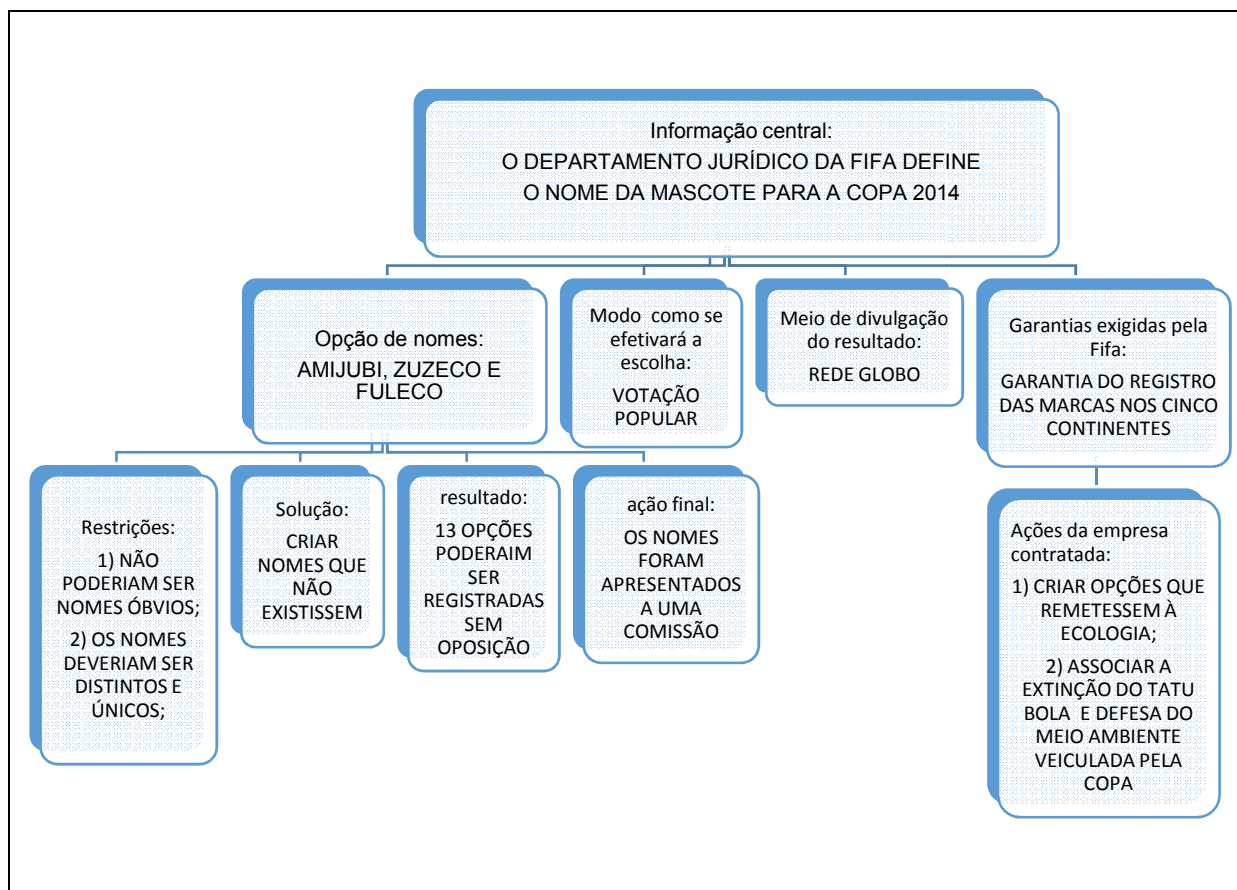 Informação central:
O DEPARTAMENTO JURÍDICO DA FIFA DEFINE
O NOME DA MASCOTE PARA A COPA 2014
Opção de nomes:
AMIJUBI, ZUZECO E
FULECO
Modo como se
efetivará a
escolha:
VOTAÇÃO
POPULAR
Meio de divulgação
do resultado:
REDE GLOBO
Garantias exigidas pela
Fifa:
GARANTIA DO REGISTRO
DAS MARCAS NOS CINCO
CONTINENTES
Restrições:
1) NÃO
PODERIAM SER
NOMES ÓBVIOS;
2) OS NOMES
DEVERIAM SER
DISTINTOS E
ÚNICOS;
Solução:
CRIAR
NOMES QUE
NÃO
EXISTISSEM
resultado:
13 OPÇÕES
PODERAIM
SER
REGISTRADAS
SEM
OPOSIÇÃO
ação final:
OS NOMES
FORAM
APRESENTADOS
A UMA
COMISSÃO
Ações da empresa
contratada:
1) CRIAR OPÇÕES QUE
REMETESSEM À
ECOLOGIA;
2) ASSOCIAR A
EXTINÇÃO DO TATU
BOLA E DEFESA DO
MEIO AMBIENTE
VEICULADA PELA
COPA